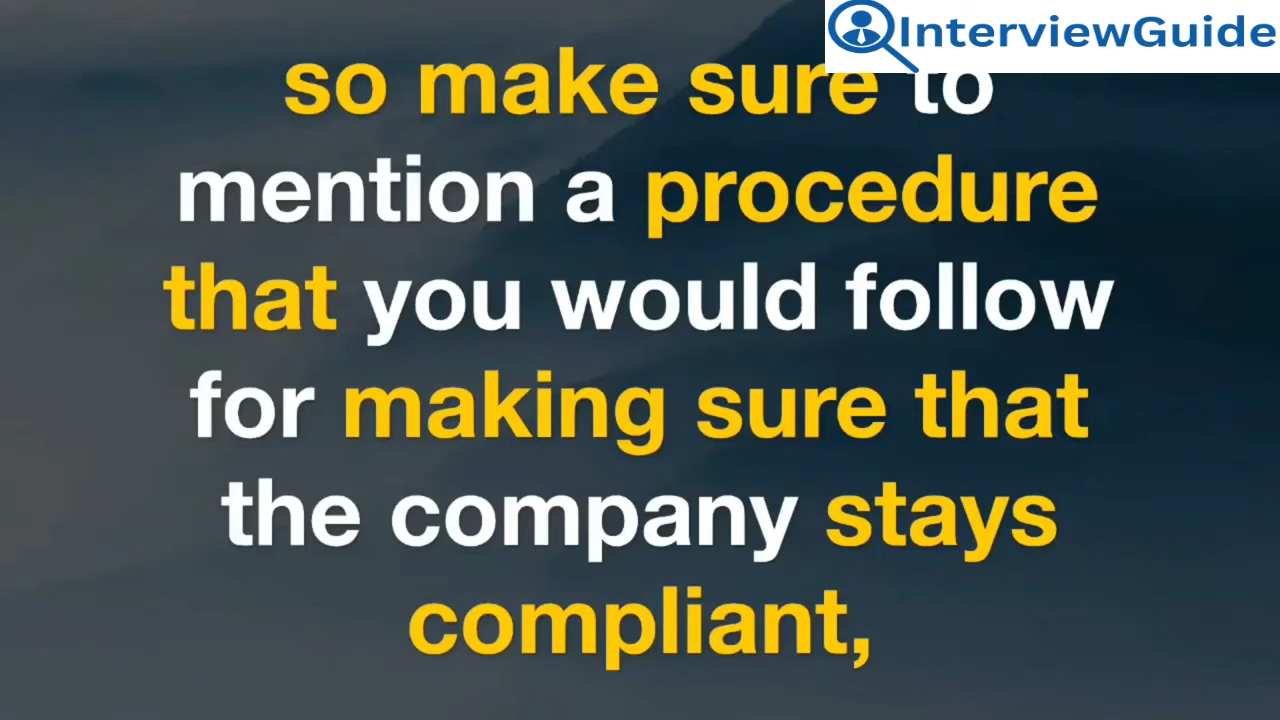 InterviewGuide
so make sure to
mention a procedure
that you would follow
for making sure that
the company stays
compliant,